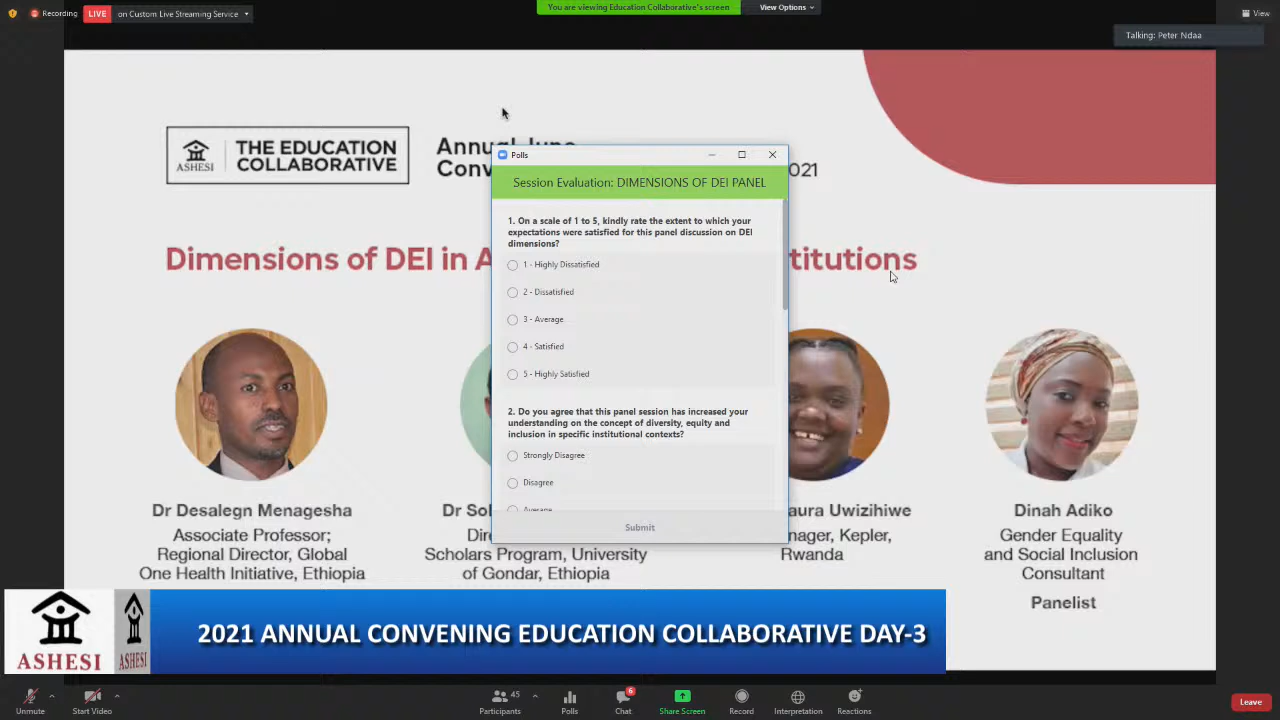 Recording
LIVE
on Custom Live Streaming Service
You are viewing Education Collaborative's screen
View Options
View
Talking: Peter Ndaa
ASHESI
THE EDUCATION
COLLABORATIVE
Annual June
Conv
2021
Polls
Session Evaluation: DIMENSIONS OF DEI PANEL
1. On a scale of 1 to 5, kindly rate the extent to which your
expectations were satisfied for this panel discussion on DEI
dimensions?
1 - Highly Dissatisfied
2 - Dissatisfied
3 - Average
4 - Satisfied
5 - Highly Satisfied
2. Do you agree that this panel session has increased your
understanding on the concept of diversity, equity and
inclusion in specific institutional contexts?
Strongly Disagree
Disagree
Average
Submit
Dimensions of DEI in A
titutions
Dr Desalegn Menagesha
Associate Professor;
Regional Director, Global
One Health Initiative, Ethiopia
Dr Sol
Dire
Scholars Program, University
of Gondar, Ethiopia
aura Uwizihiwe
nager, Kepler,
Rwanda
Dinah Adiko
Gender Equality
and Social Inclusion
Consultant
Panelist
ASHESI
ASHESI
2021 ANNUAL CONVENING EDUCATION COLLABORATIVE DAY-3
Unmute
Start Video
45
Participants
Polls
6
Chat
Share Screen
Record
Interpretation
Reactions
Leave